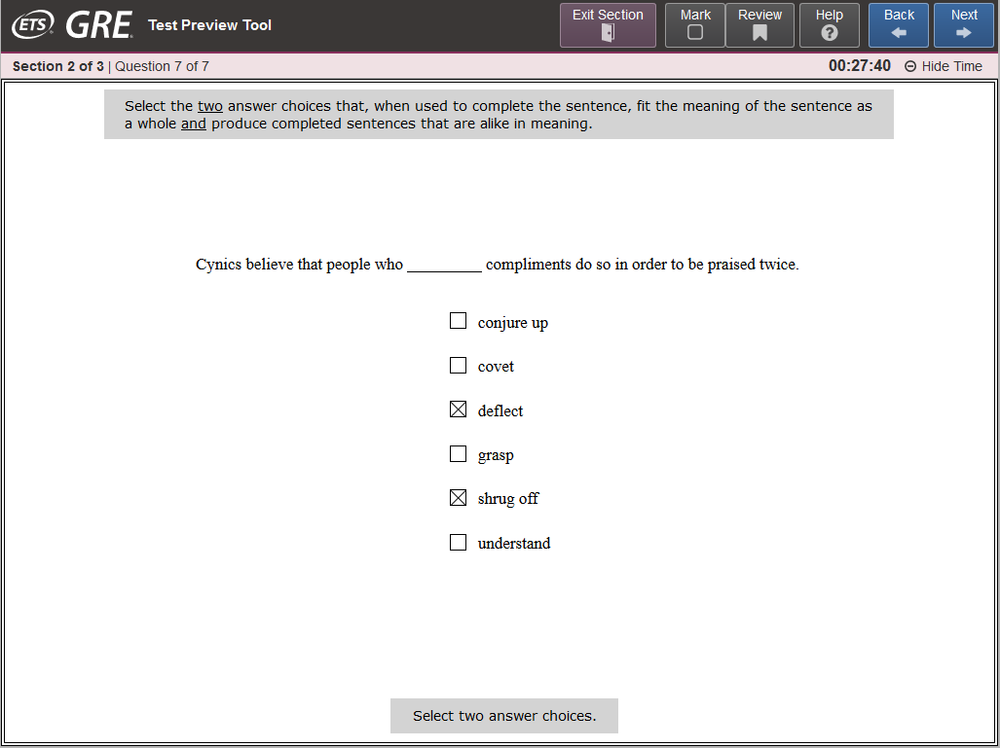 ETS GRE Test Preview Tool Exit Section Mark Review Help Back Next
Section 2 of 3 | Question 7 of 7 00:27:40 Hide Time
Select the two answer choices that, when used to complete the sentence, fit the meaning of the sentence as
a whole and produce completed sentences that are alike in meaning.
Cynics believe that people who _________ compliments do so in order to be praised twice.
conjure up
covet
deflect
grasp
shrug off
understand
Select two answer choices.